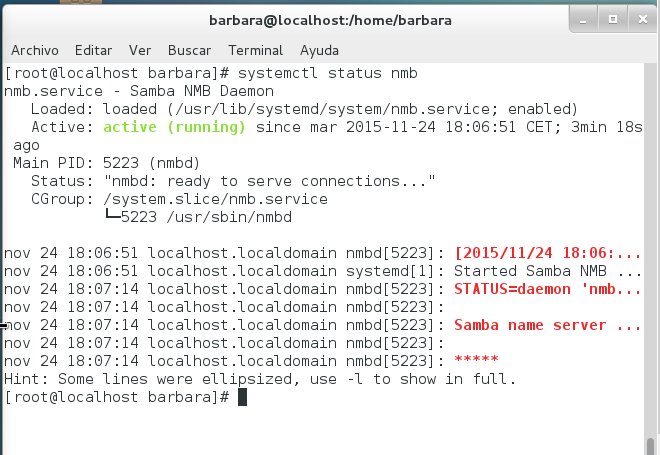 barbara@localhost:/home/barbara
Archivo Editar Ver Buscar Terminal Ayuda
[root@localhost barbara]# systemctl status nmb
nmb.service - Samba NMB Daemon
   Loaded: loaded (/usr/lib/systemd/system/nmb.service; enabled)
   Active: active (running) since mar 2015-11-24 18:06:51 CET; 3min 18s
 ago
 Main PID: 5223 (nmbd)
   Status: "nmbd: ready to serve connections..."
   CGroup: /system.slice/nmb.service
           └─5223 /usr/sbin/nmbd

nov 24 18:06:51 localhost.localdomain nmbd[5223]: [2015/11/24 18:06:...
nov 24 18:06:51 localhost.localdomain systemd[1]: Started Samba NMB ...
nov 24 18:07:14 localhost.localdomain nmbd[5223]: STATUS=daemon 'nmb...
nov 24 18:07:14 localhost.localdomain nmbd[5223]:
nov 24 18:07:14 localhost.localdomain nmbd[5223]: Samba name server ...
nov 24 18:07:14 localhost.localdomain nmbd[5223]:
nov 24 18:07:14 localhost.localdomain nmbd[5223]: *****
Hint: Some lines were ellipsized, use -l to show in full.
[root@localhost barbara]#